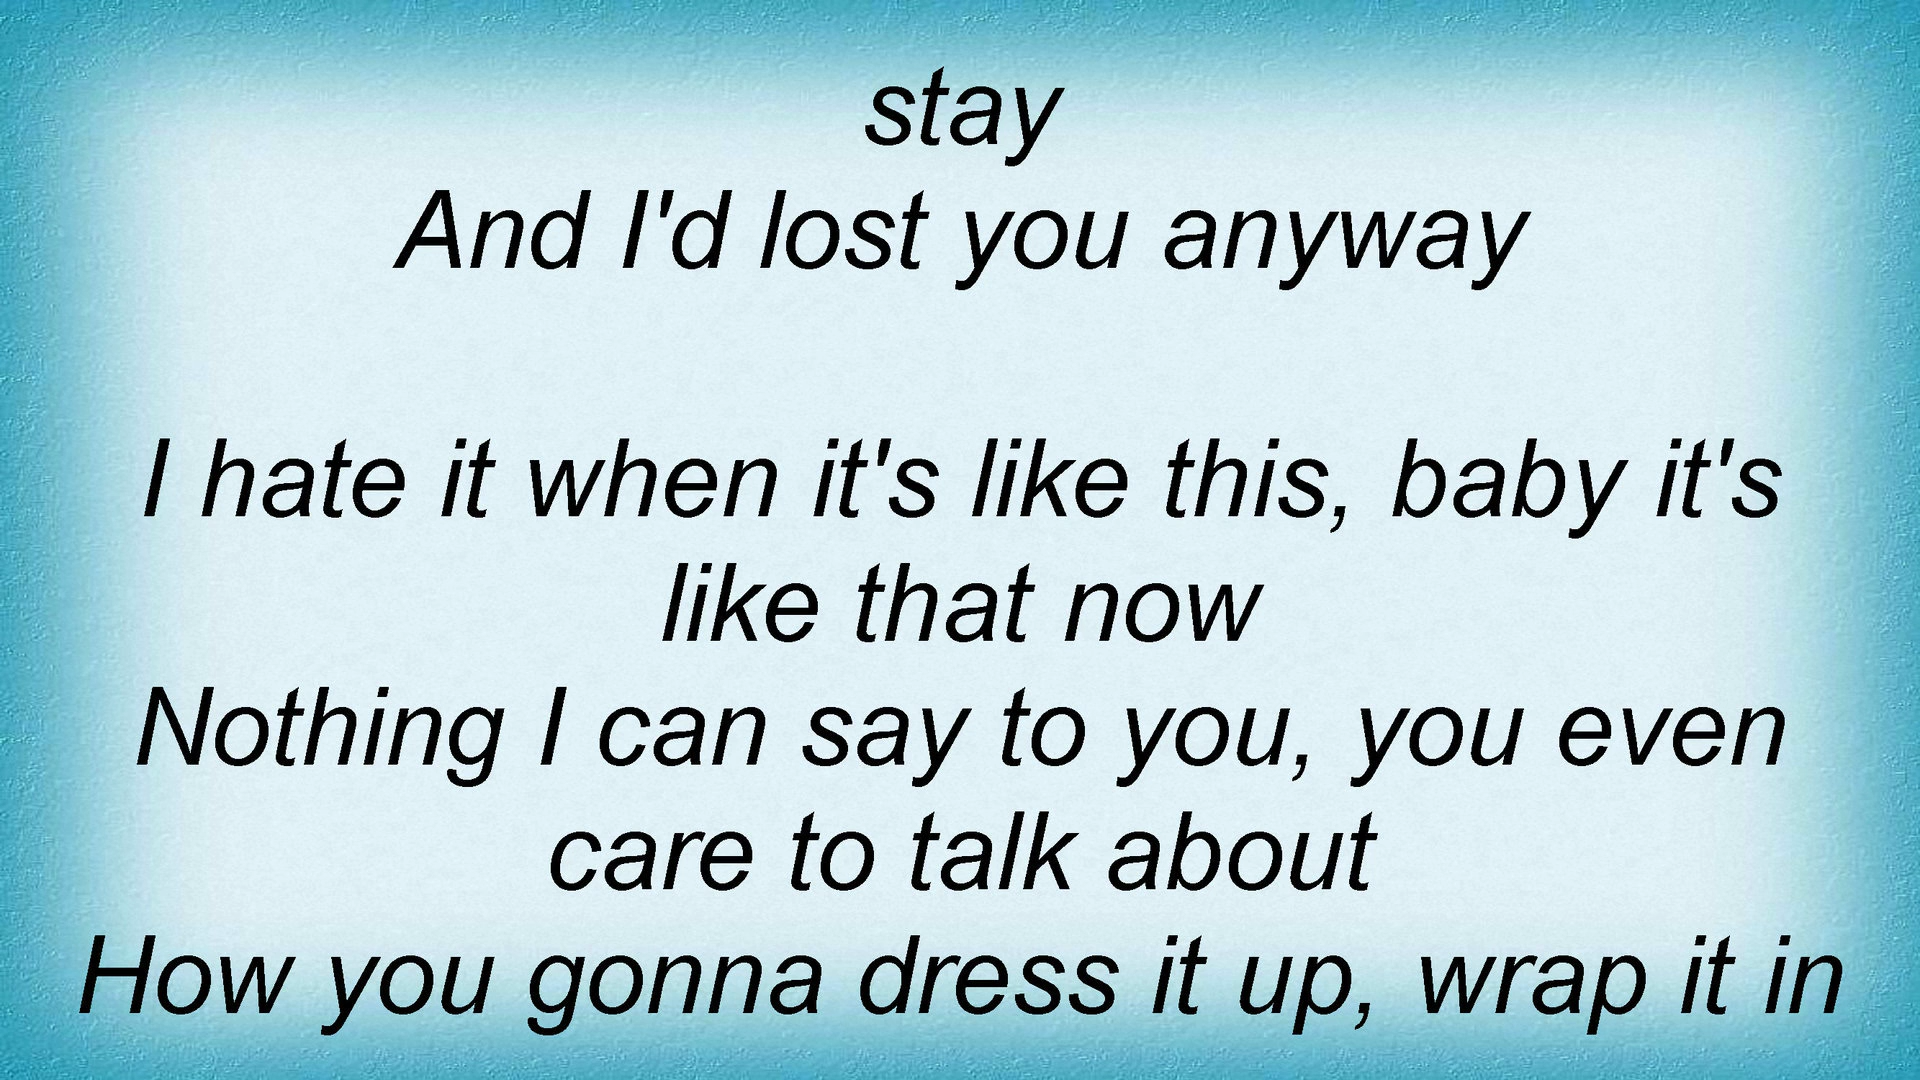 stay
And I'd lost you anyway
I hate it when it's like this, baby it's
like that now
Nothing I can say to you, you even
care to talk about
How you gonna dress it up, wrap it in